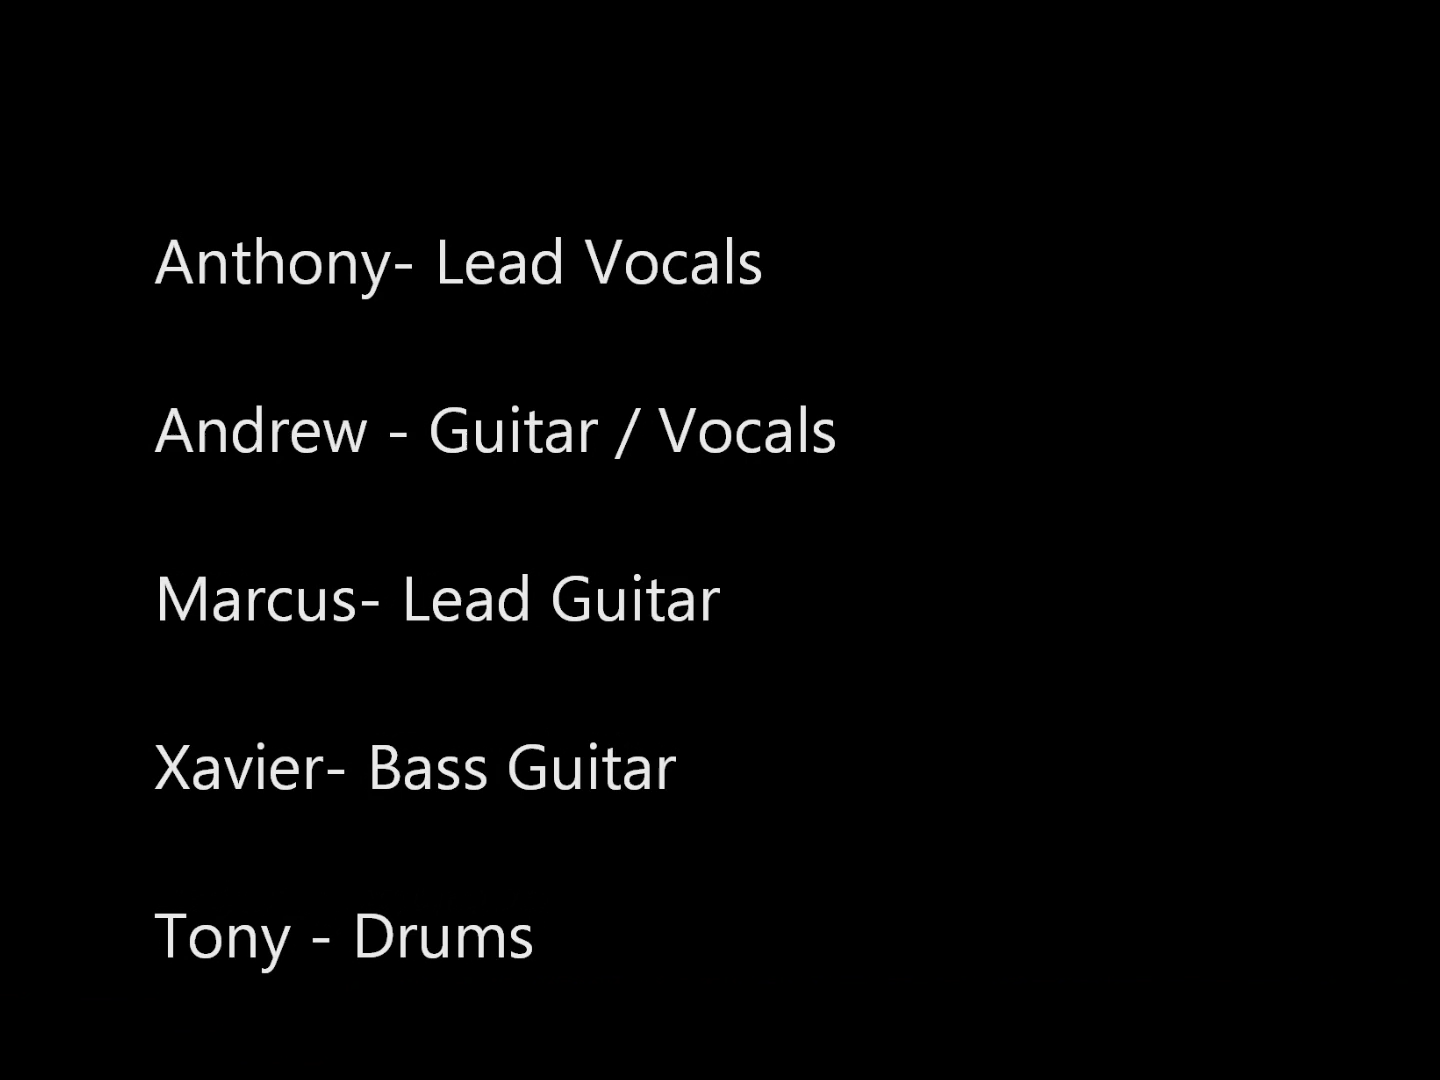 Anthony- Lead Vocals
Andrew - Guitar / Vocals
Marcus- Lead Guitar
Xavier- Bass Guitar
Tony - Drums